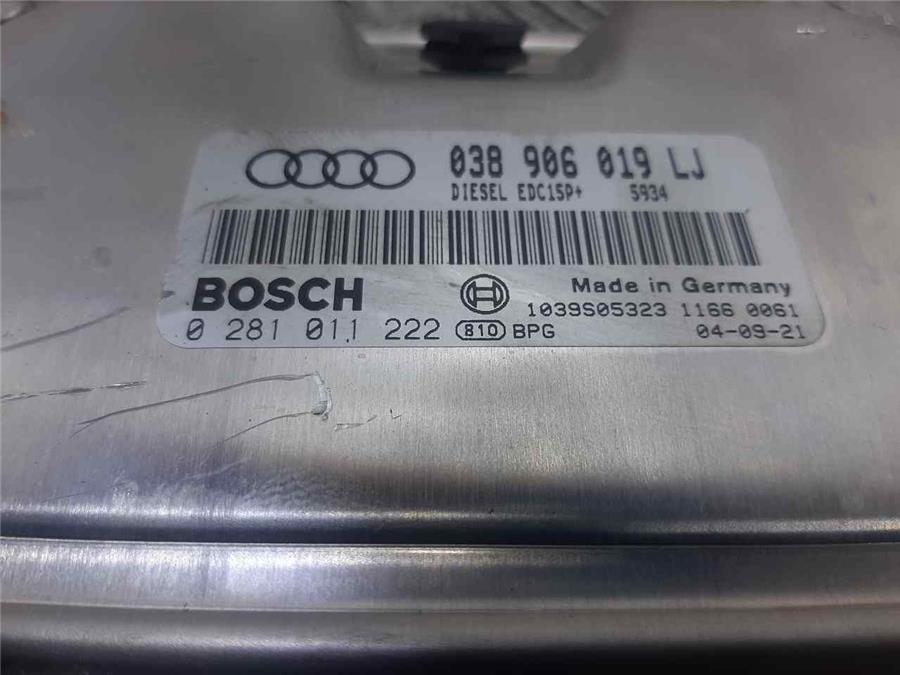 038 906 019 LJ
DIESEL EDC15P+ 5934
BOSCH
Made in Germany
1039S05323 1166 0061
0 281 011 222 810 BPG 04-09-21